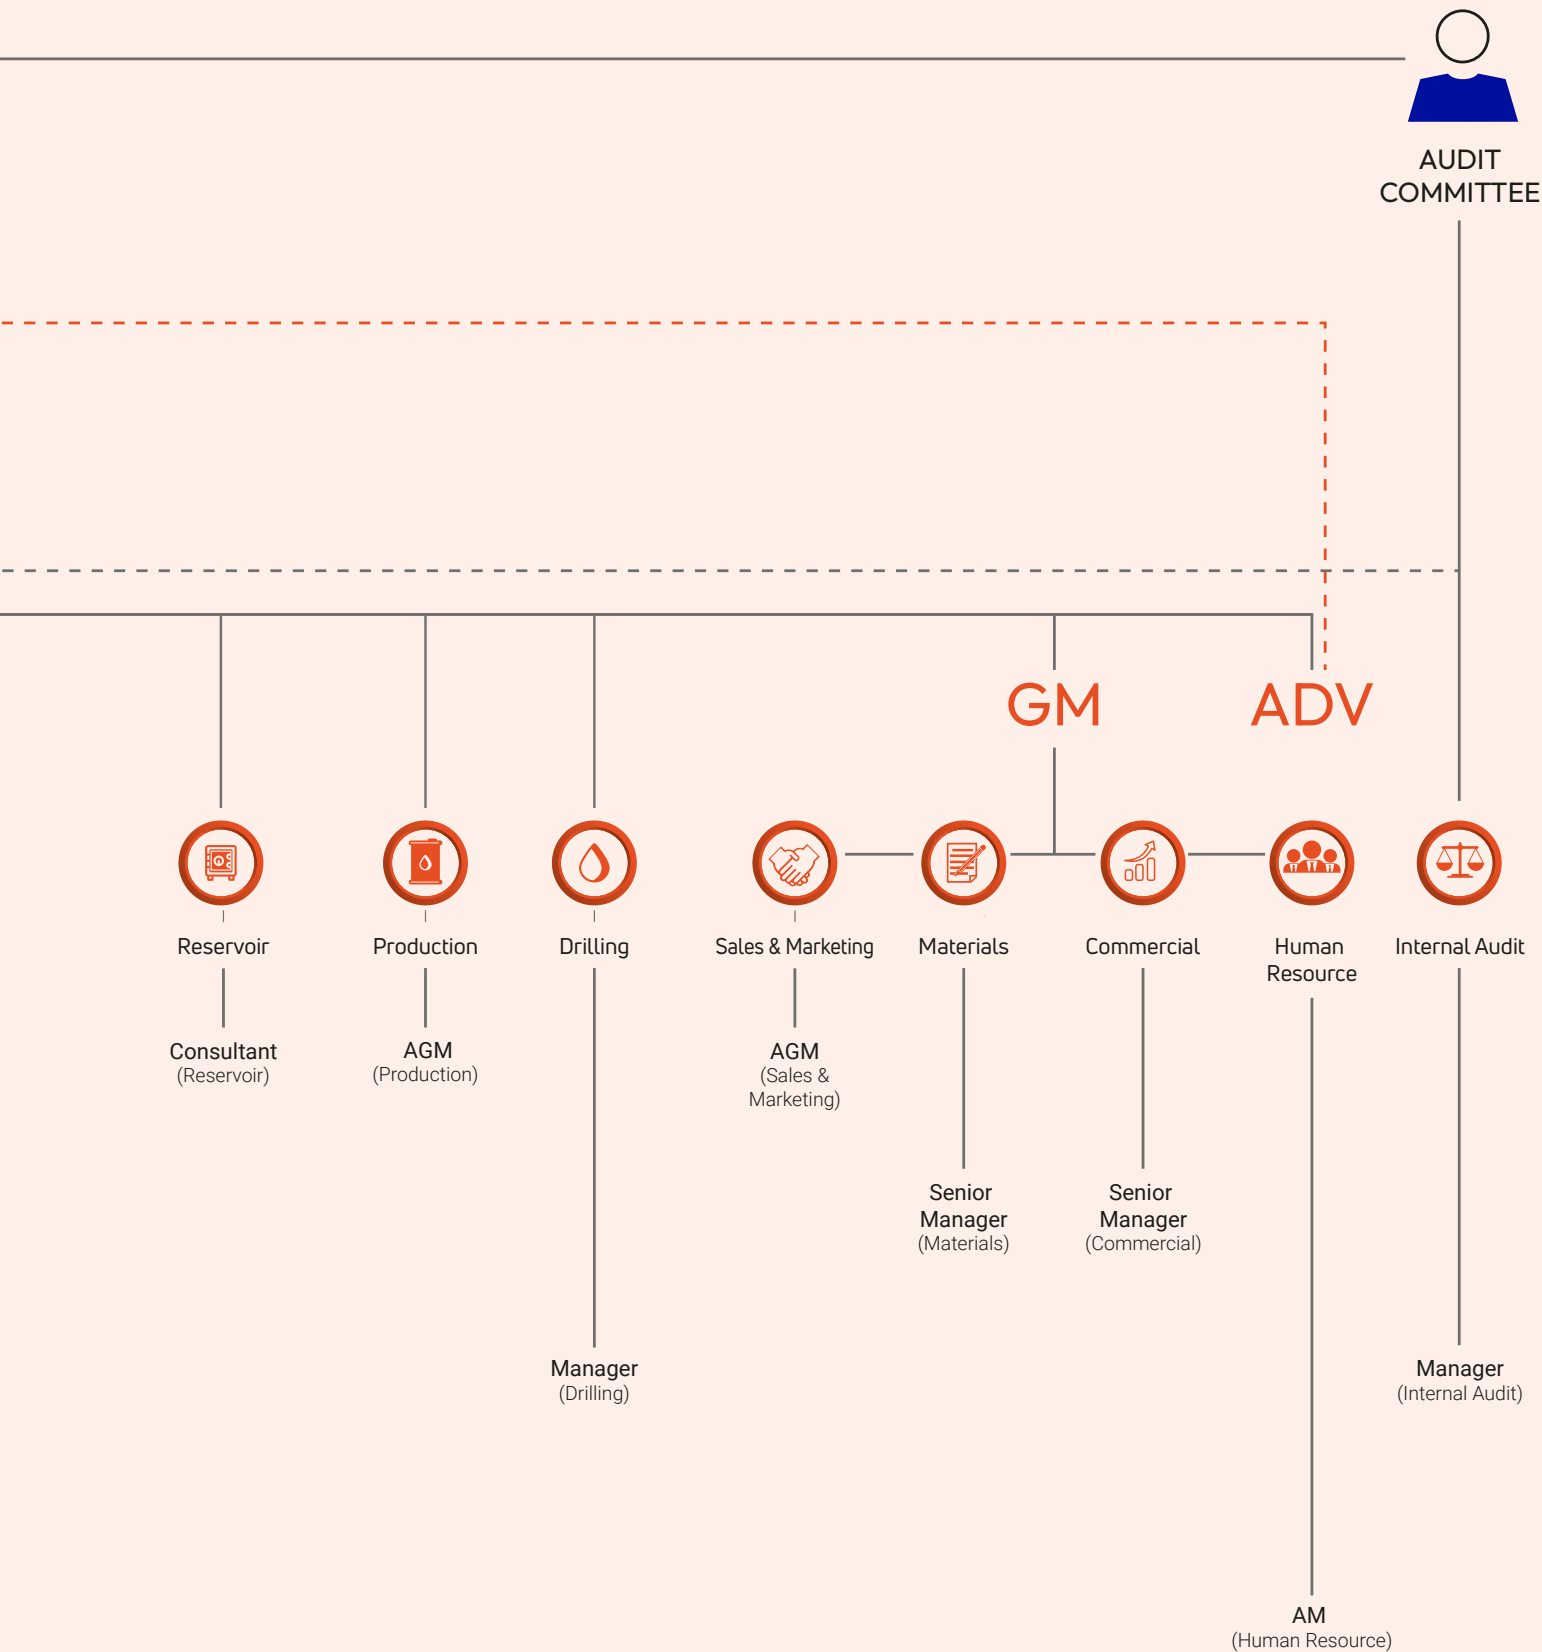 AUDIT
COMMITTEE
GM
ADV
Reservoir
Production
Drilling
Sales & Marketing
Materials
Commercial
Human
Resource
Internal Audit
Consultant
(Reservoir)
AGM
(Production)
AGM
(Sales &
Marketing)
Senior
Manager
(Materials)
Senior
Manager
(Commercial)
Manager
(Drilling)
Manager
(Internal Audit)
AM
(Human Resource)